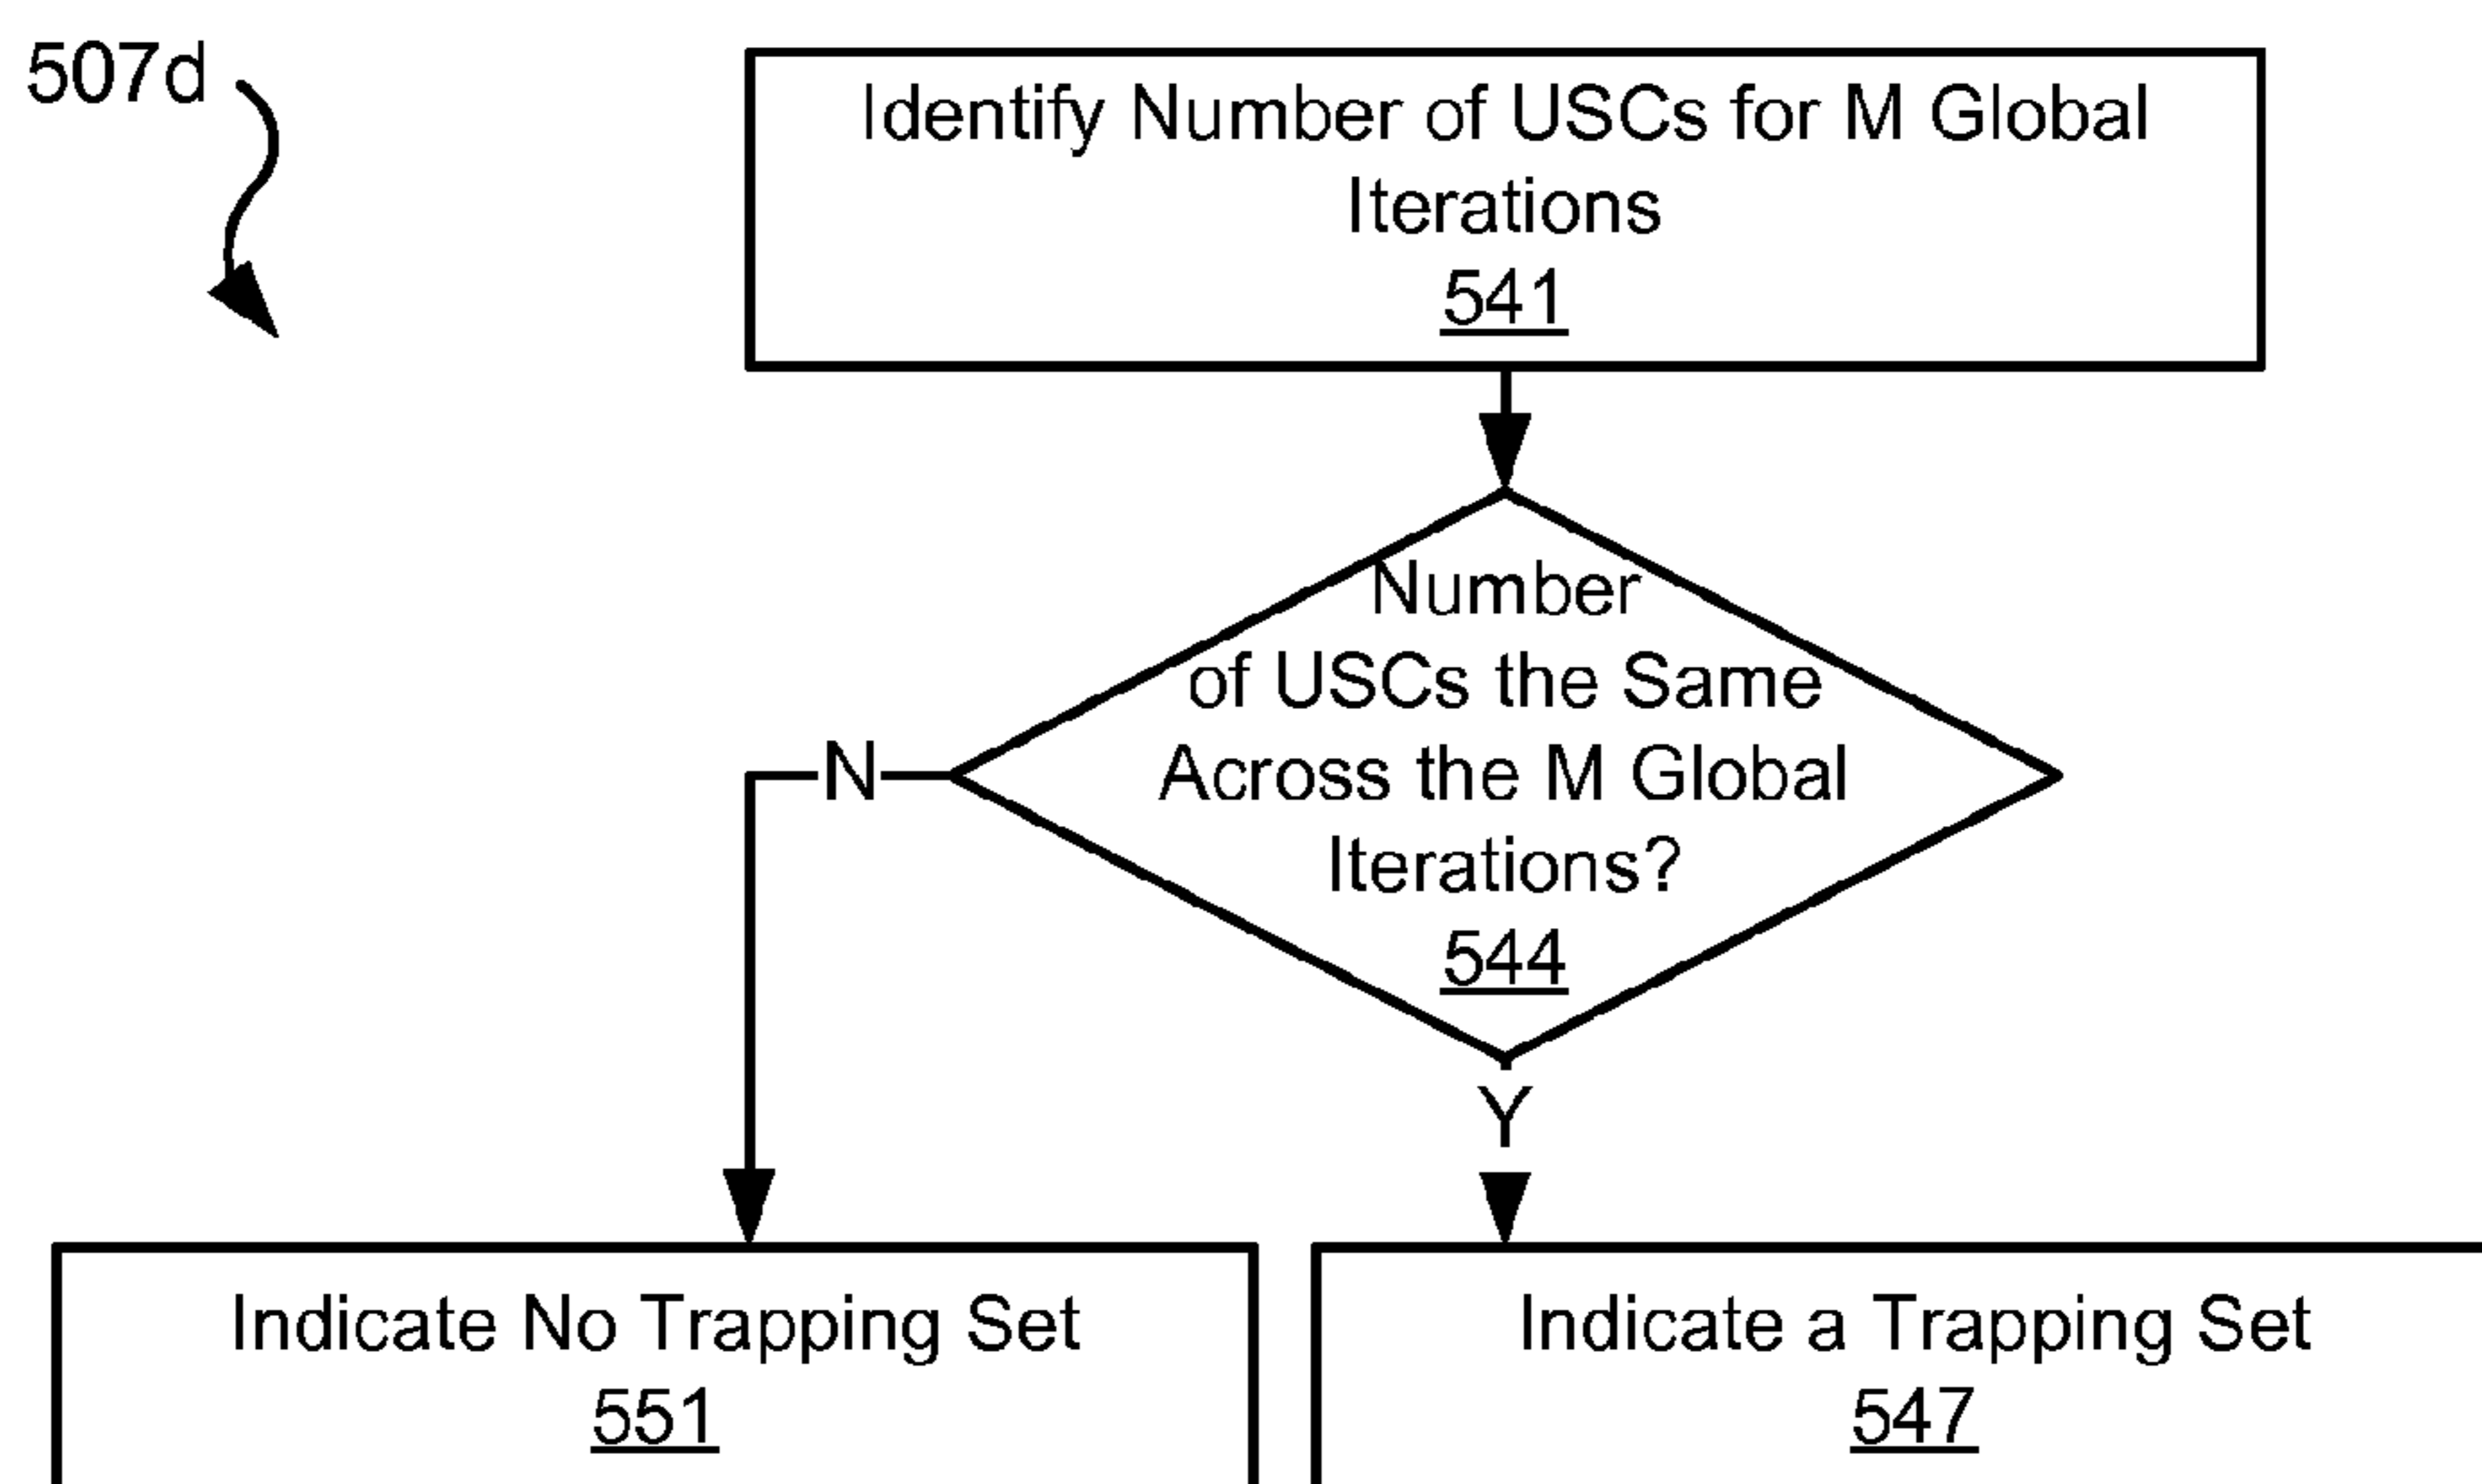 507d
Identify Number of USCs for M Global
Iterations
541
Number
of USCs the Same
Across the M Global
Iterations?
544
N
Y
Indicate No Trapping Set
551
Indicate a Trapping Set
547